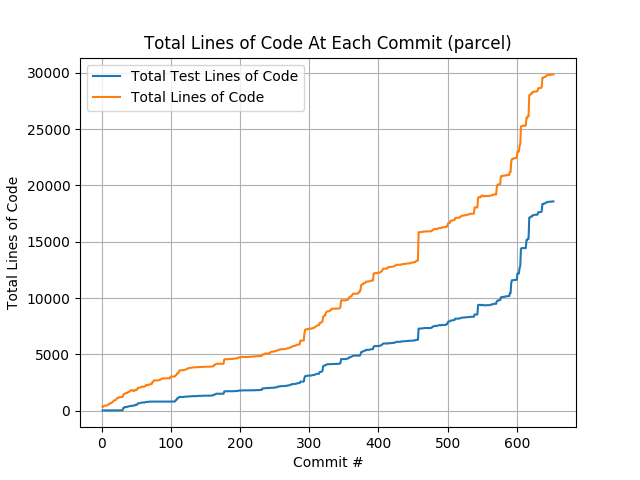 Total Lines of Code At Each Commit (parcel)
Total Test Lines of Code
Total Lines of Code
30000
25000
20000
15000
10000
5000
0
Total Lines of Code
0 100 200 300 400 500 600
Commit #